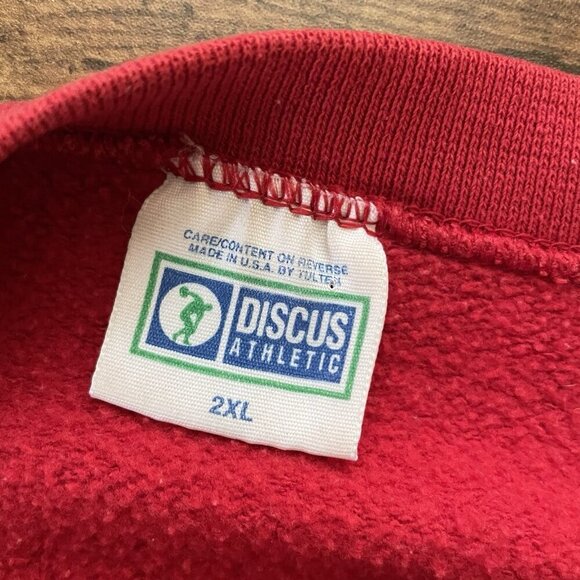 CARE/CONTENT ON REVERSE
MADE IN U.S.A. BY TULTEX
DISCUS
ATHLETIC
2XL